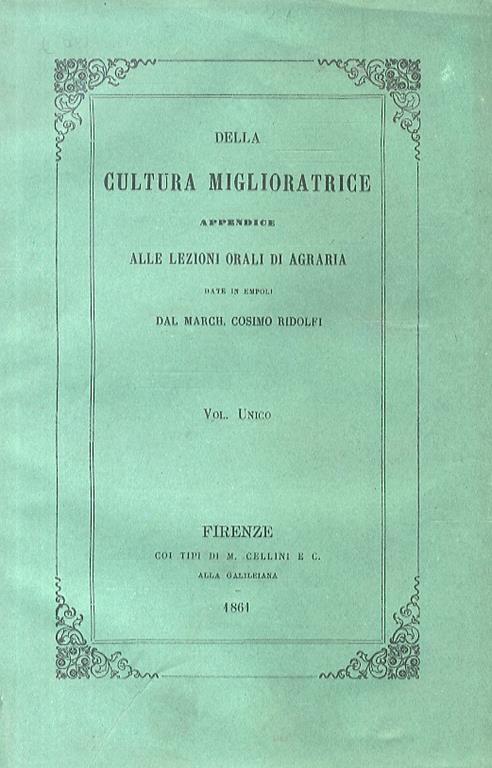 DELLA
CULTURA MIGLIORATRICE
APPENDICE
ALLE LEZIONI ORALI DI AGRARIA
DATE IN EMPOLI
DAL MARCH. COSIMO RIDOLFI
VOL. UNICO
FIRENZE
COI TIPI DI M. CELLINI E C.
ALLA GALILEIANA
1861